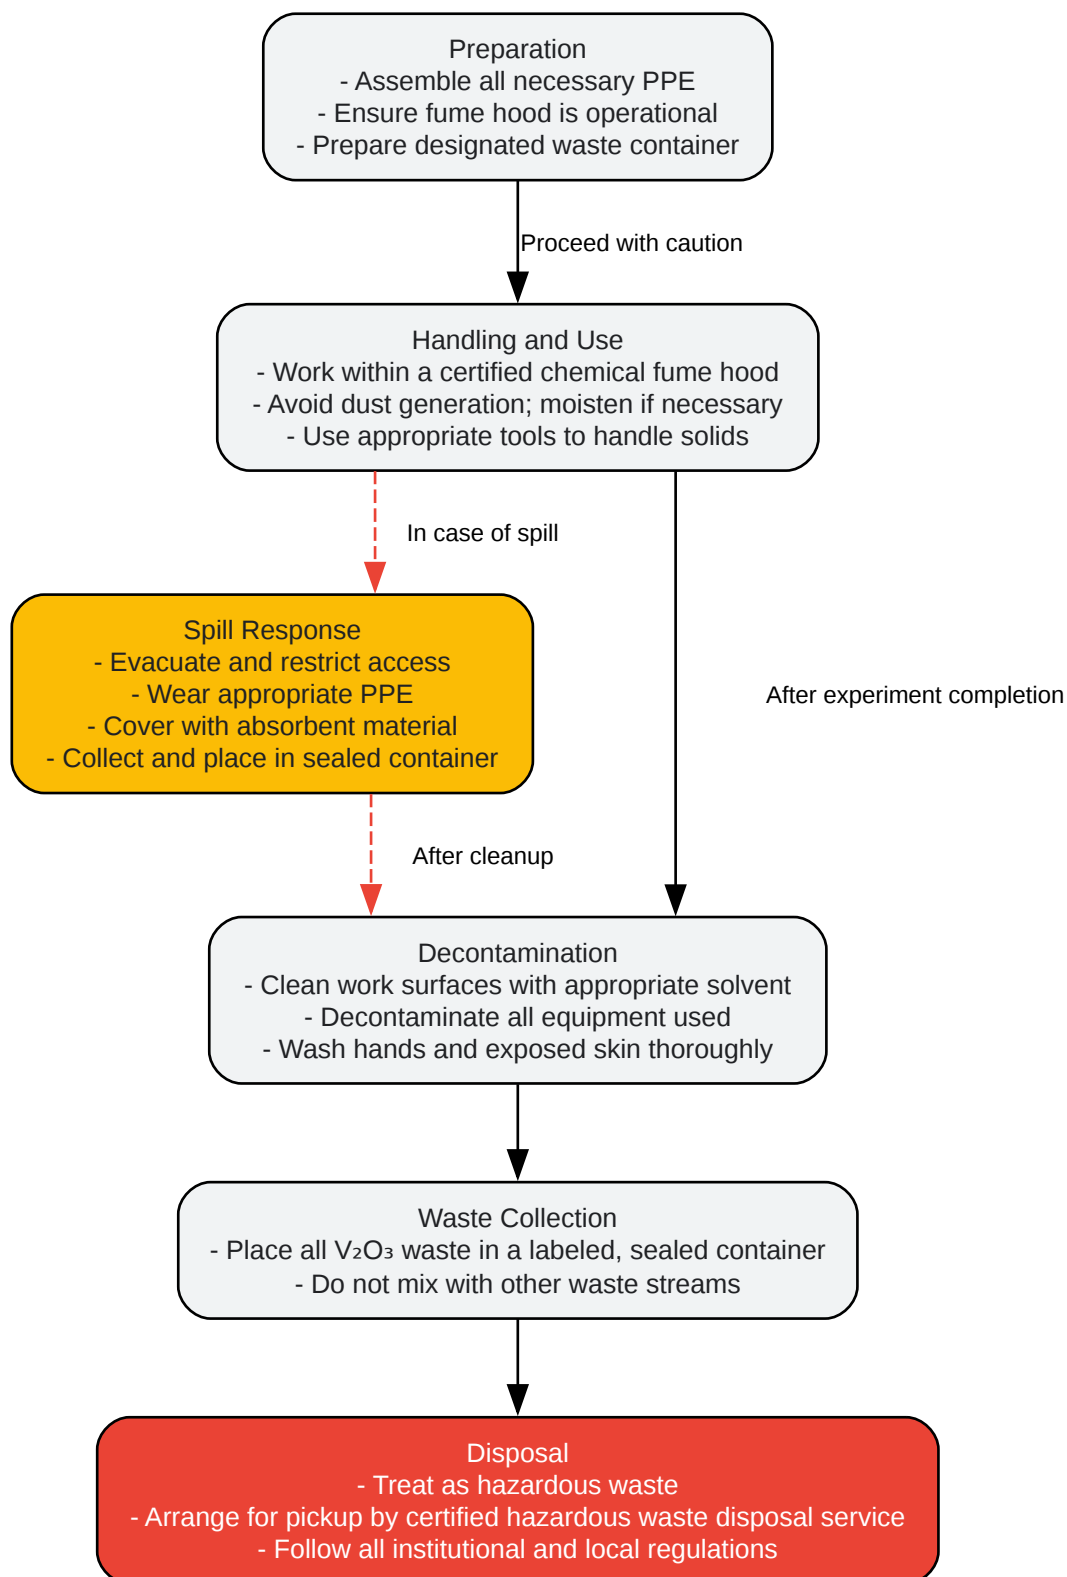 Preparation
- Assemble all necessary PPE
- Ensure fume hood is operational
- Prepare designated waste container
Proceed with caution
Handling and Use
- Work within a certified chemical fume hood
- Avoid dust generation; moisten if necessary
- Use appropriate tools to handle solids
In case of spill
Spill Response
- Evacuate and restrict access
- Wear appropriate PPE
- Cover with absorbent material
- Collect and place in sealed container
After experiment completion
After cleanup
Decontamination
- Clean work surfaces with appropriate solvent
- Decontaminate all equipment used
- Wash hands and exposed skin thoroughly
Waste Collection
- Place all V₂O₃ waste in a labeled, sealed container
- Do not mix with other waste streams
Disposal
- Treat as hazardous waste
- Arrange for pickup by certified hazardous waste disposal service
- Follow all institutional and local regulations